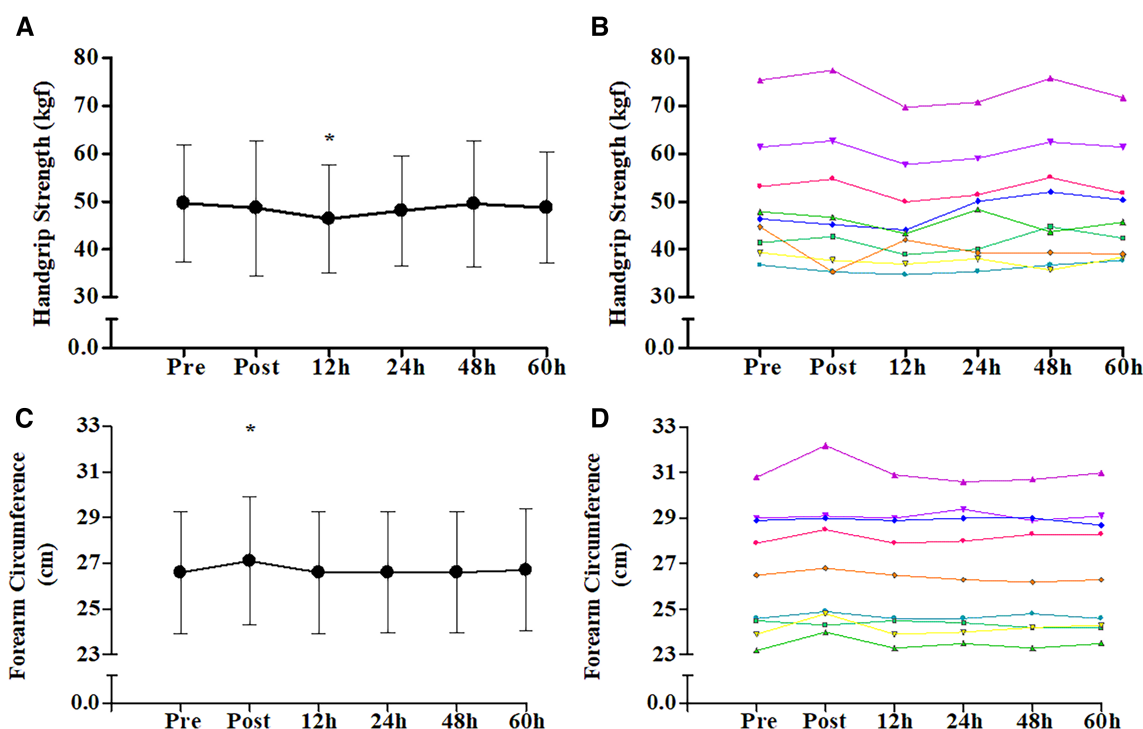 A
B
Handgrip Strength (kgf)
80
70
60
50
40
30
0.0
*
Pre Post 12h 24h 48h 60h
Handgrip Strength (kgf)
80
70
60
50
40
30
0.0
Pre Post 12h 24h 48h 60h
C
D
Forearm Circumference
(cm)
33
31
29
27
25
23
0.0
*
Pre Post 12h 24h 48h 60h
Forearm Circumference
(cm)
33
31
29
27
25
23
0.0
Pre Post 12h 24h 48h 60h